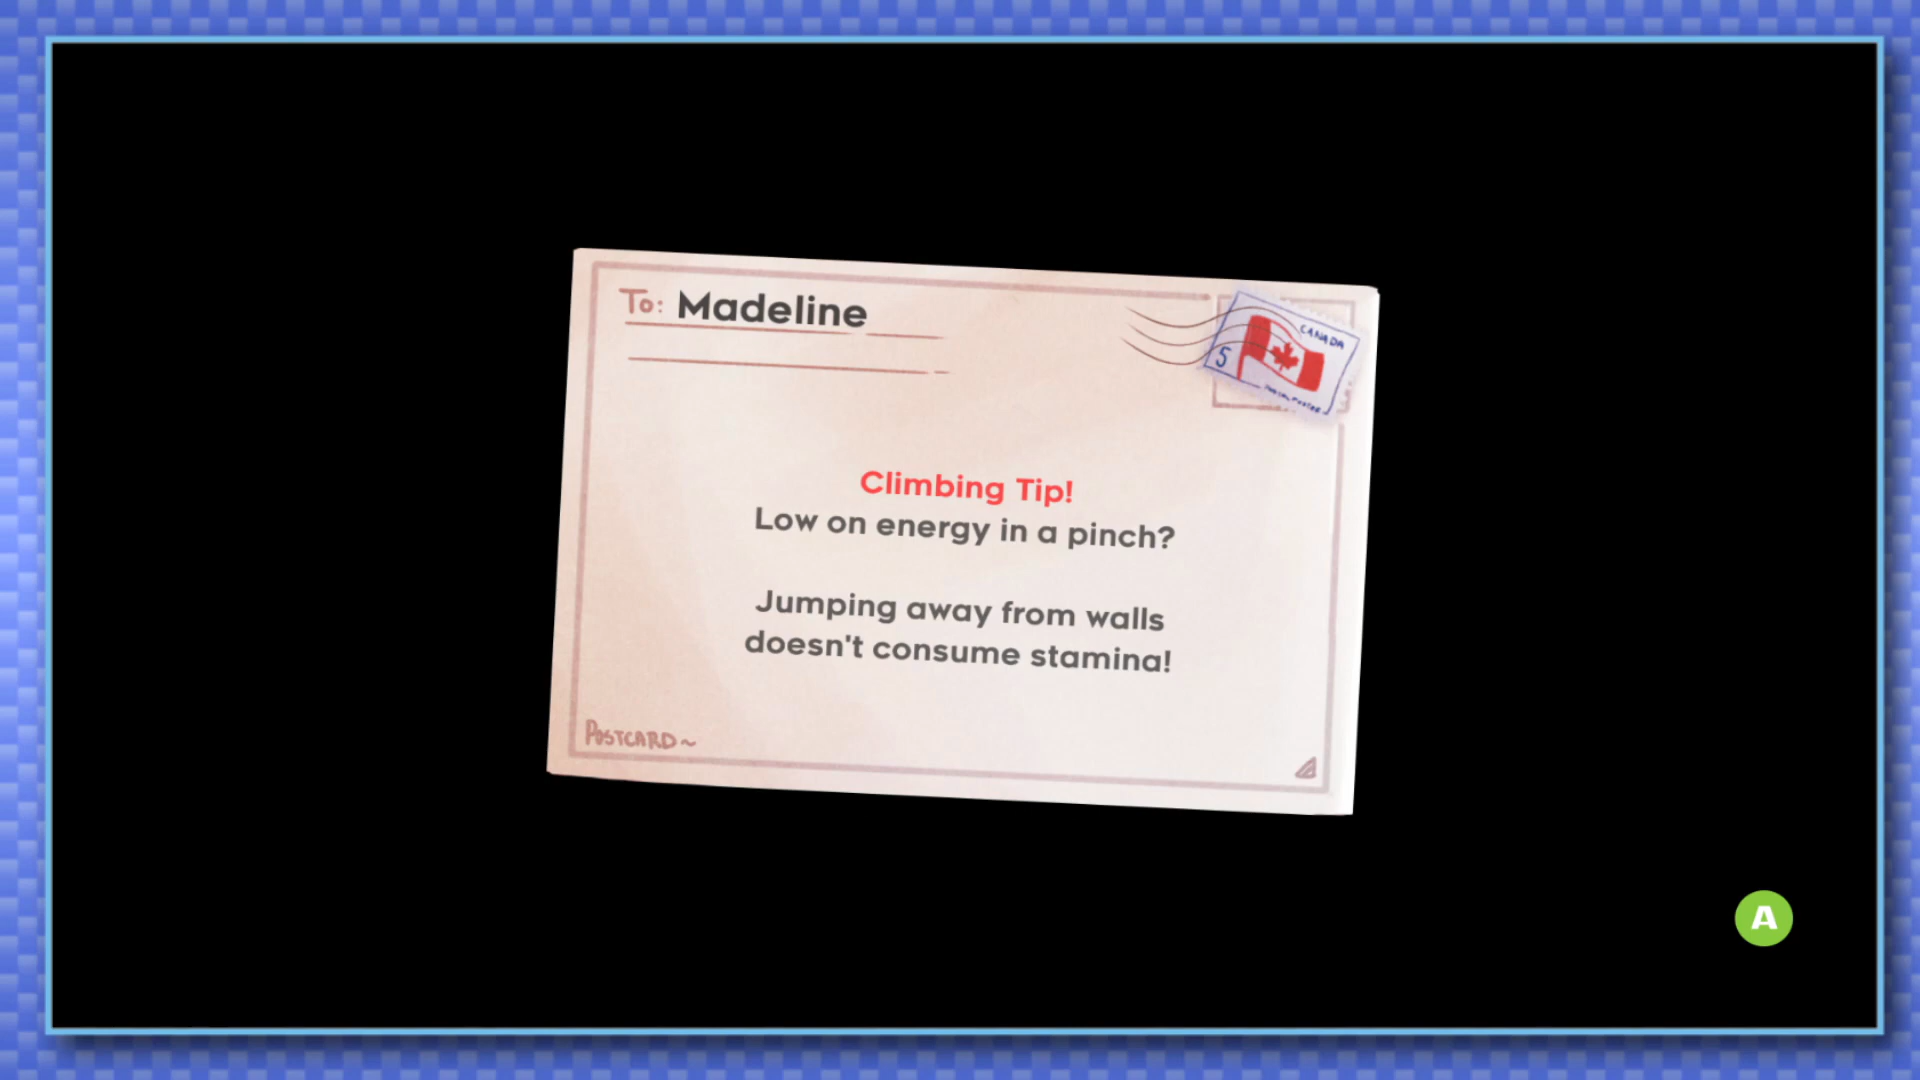 To: Madeline
CANADA
5
Climbing Tip!
Low on energy in a pinch?
Jumping away from walls
doesn't consume stamina!
POSTCARD~
A